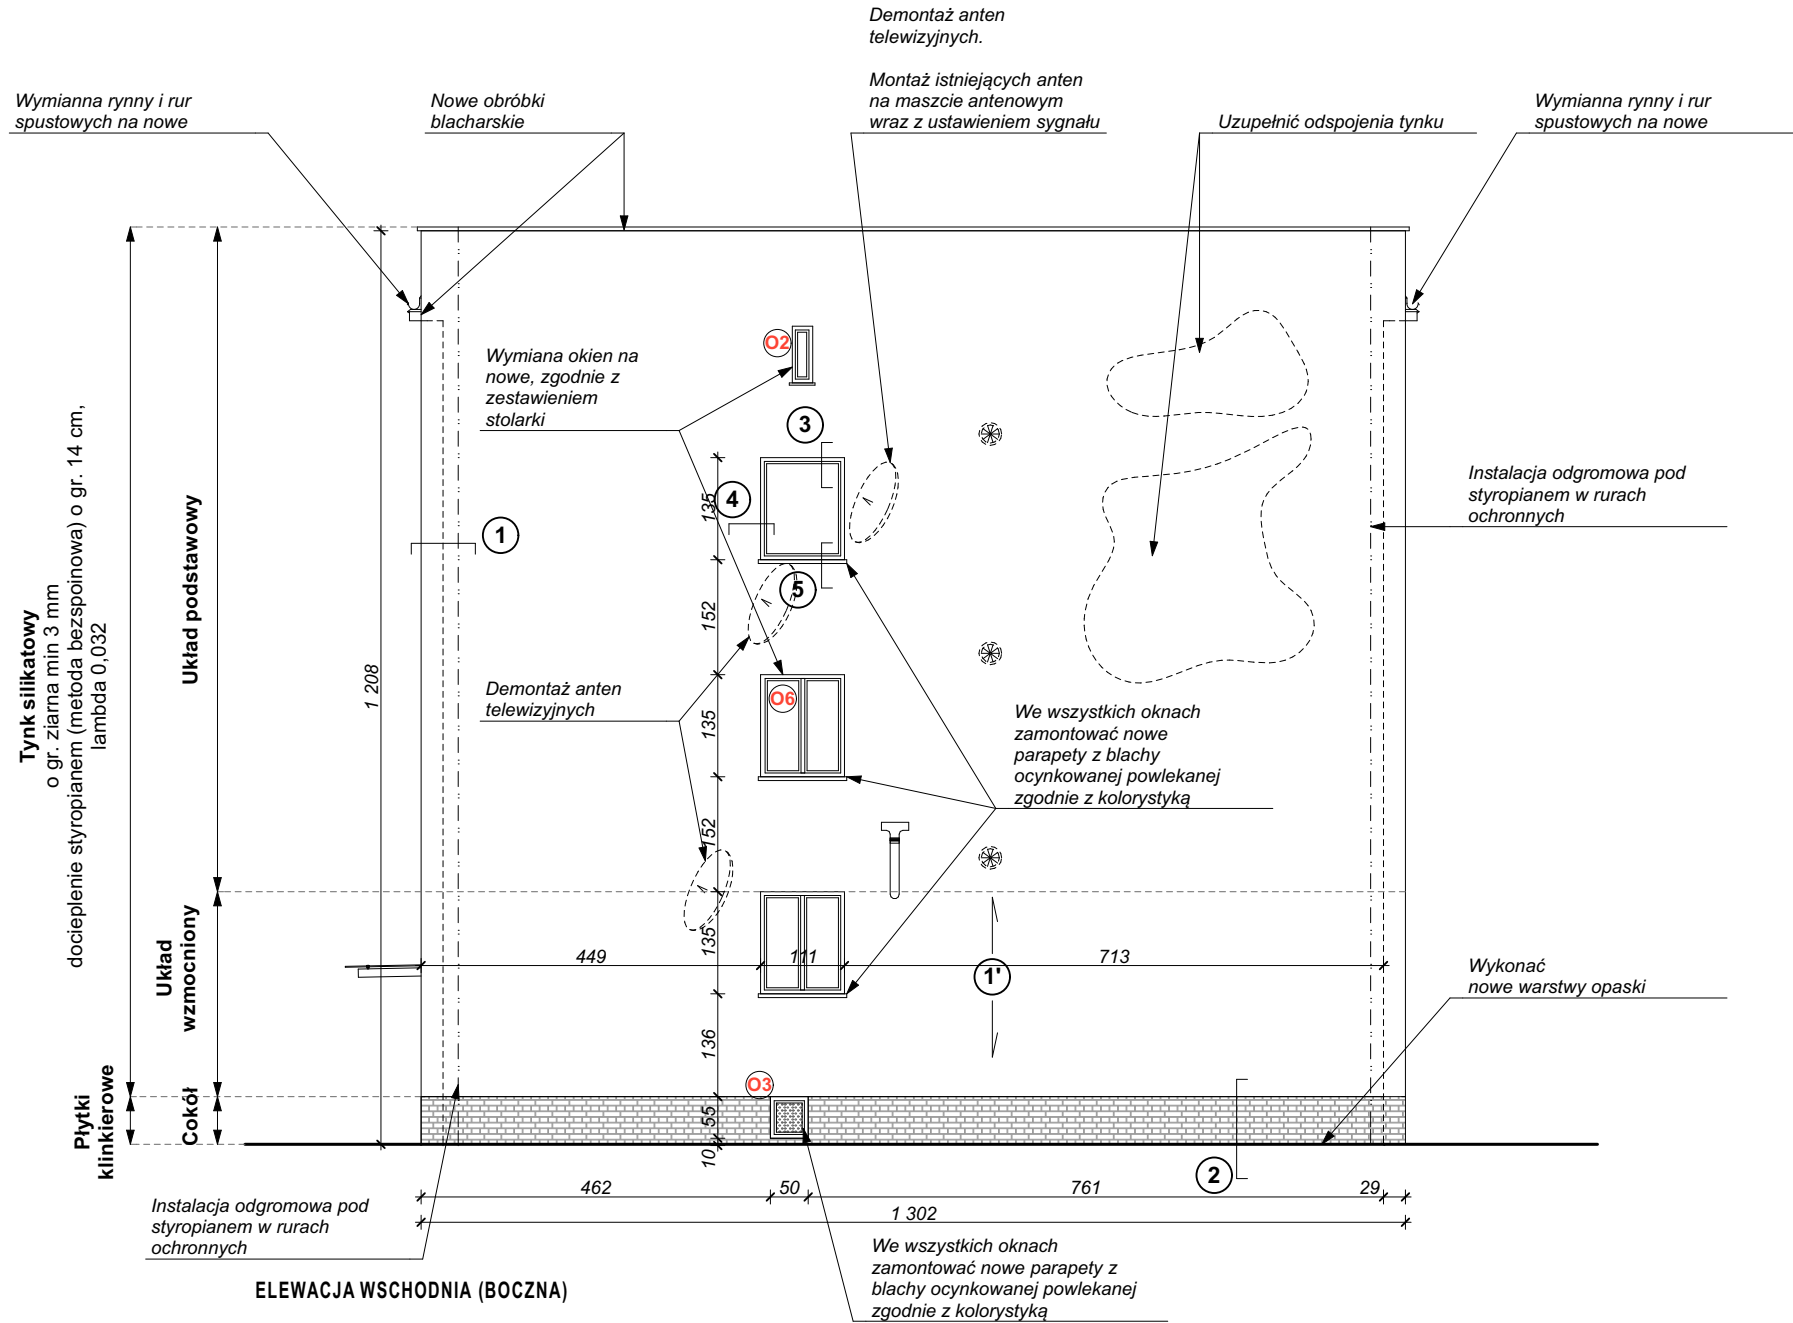 Demontaż anten
telewizyjnych.
Montaż istniejących anten
na maszcie antenowym
wraz z ustawieniem sygnału
Wymianna rynny i rur
spustowych na nowe
Nowe obróbki
blacharskie
Uzupełnić odspojenia tynku
Wymianna rynny i rur
spustowych na nowe
Wymiana okien na
nowe, zgodnie z
zestawieniem
stolarki
O2
3
4
135
1
5
152
Instalacja odgromowa pod
styropianem w rurach
ochronnych
Tynk silikatowy
o gr. ziarna min 3 mm
docieplenie styropianem (metoda bezspoinowa) o gr. 14 cm,
lambda 0,032
Układ podstawowy
1 208
Demontaż anten
telewizyjnych
O6
135
We wszystkich oknach
zamontować nowe
parapety z blachy
ocynkowanej powlekanej
zgodnie z kolorystyką
152
Układ
wzmocniony
135
449
111
713
1'
Wykonać
nowe warstwy opaski
136
Płytki
klinkierowe
Cokół
O3
55
10
2
462
50
761
29
1 302
Instalacja odgromowa pod
styropianem w rurach
ochronnych
We wszystkich oknach
zamontować nowe parapety z
blachy ocynkowanej powlekanej
zgodnie z kolorystyką
ELEWACJA WSCHODNIA (BOCZNA)